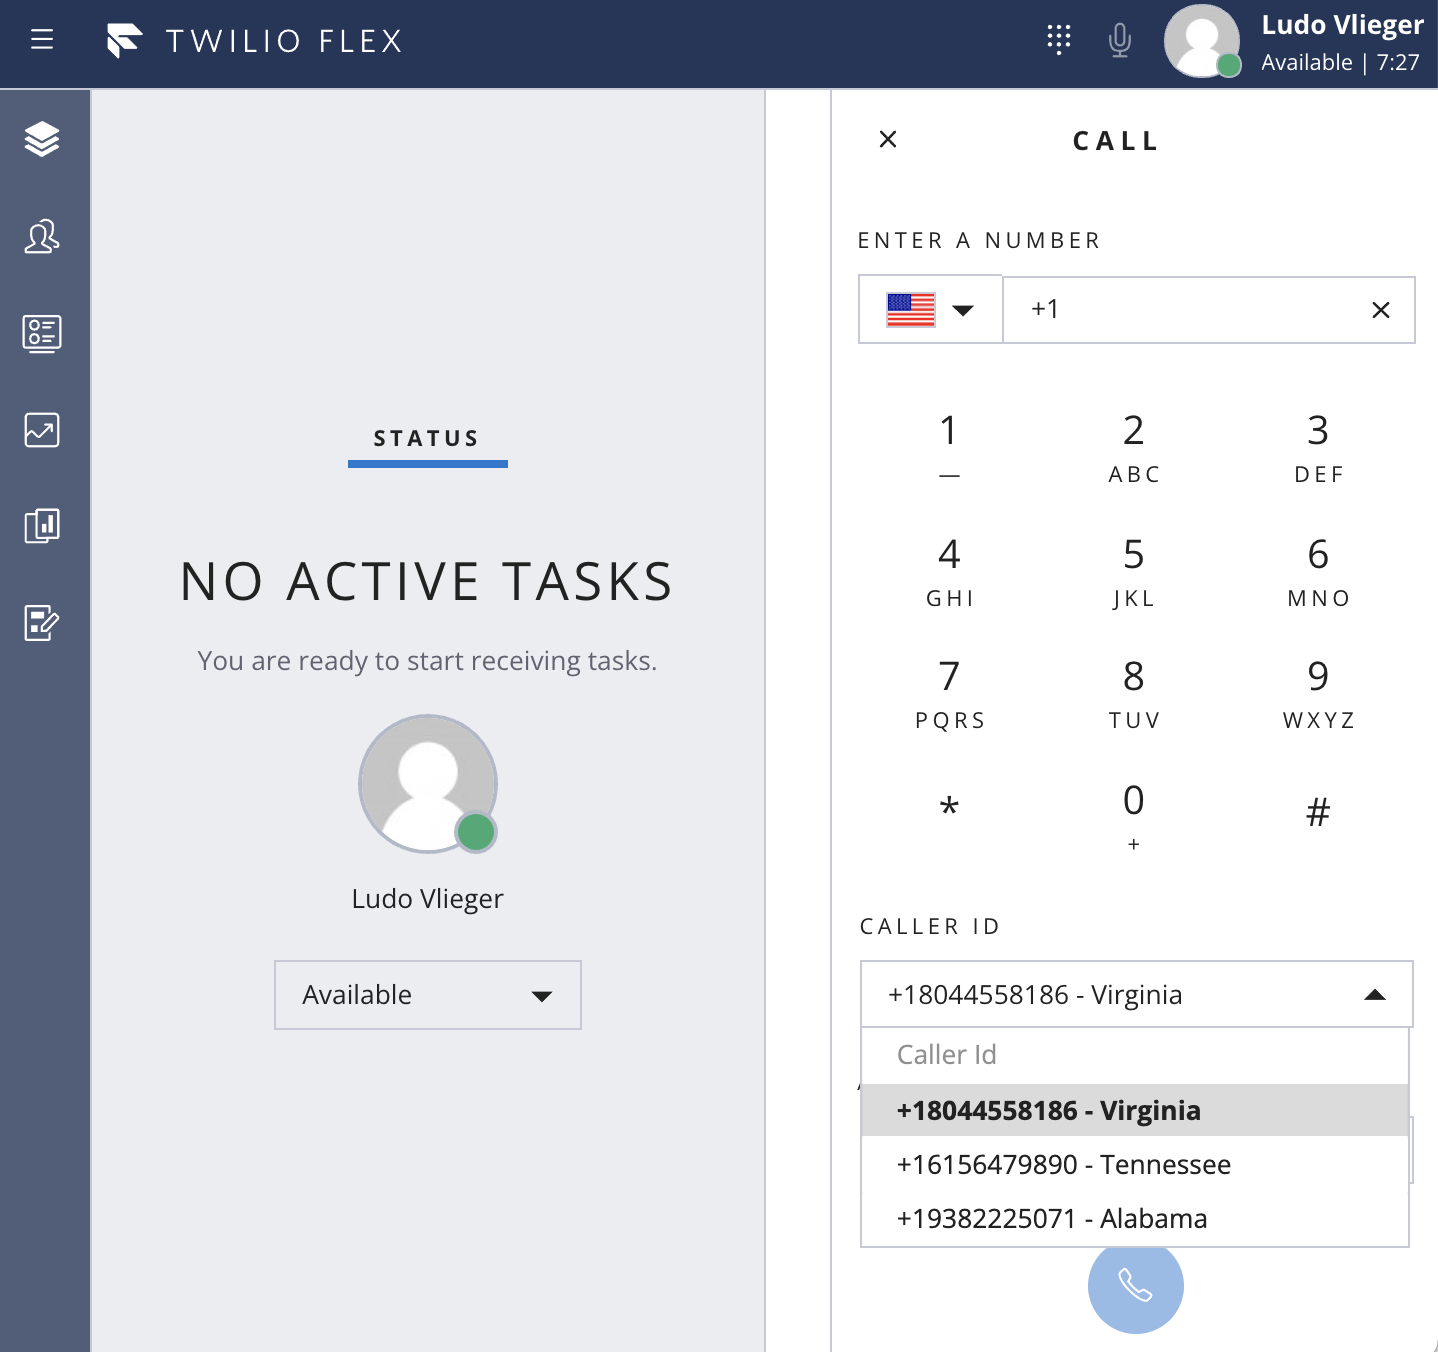 TWILIO FLEX
Ludo Vlieger
Available | 7:27
STATUS
NO ACTIVE TASKS
You are ready to start receiving tasks.
Ludo Vlieger
Available
CALL
ENTER A NUMBER
+1
1
—
2
ABC
3
DEF
4
GHI
5
JKL
6
MNO
7
PQRS
8
TUV
9
WXYZ
*
0
+
#
CALLER ID
+18044558186 - Virginia
Caller Id
+18044558186 - Virginia
+16156479890 - Tennessee
+19382225071 - Alabama